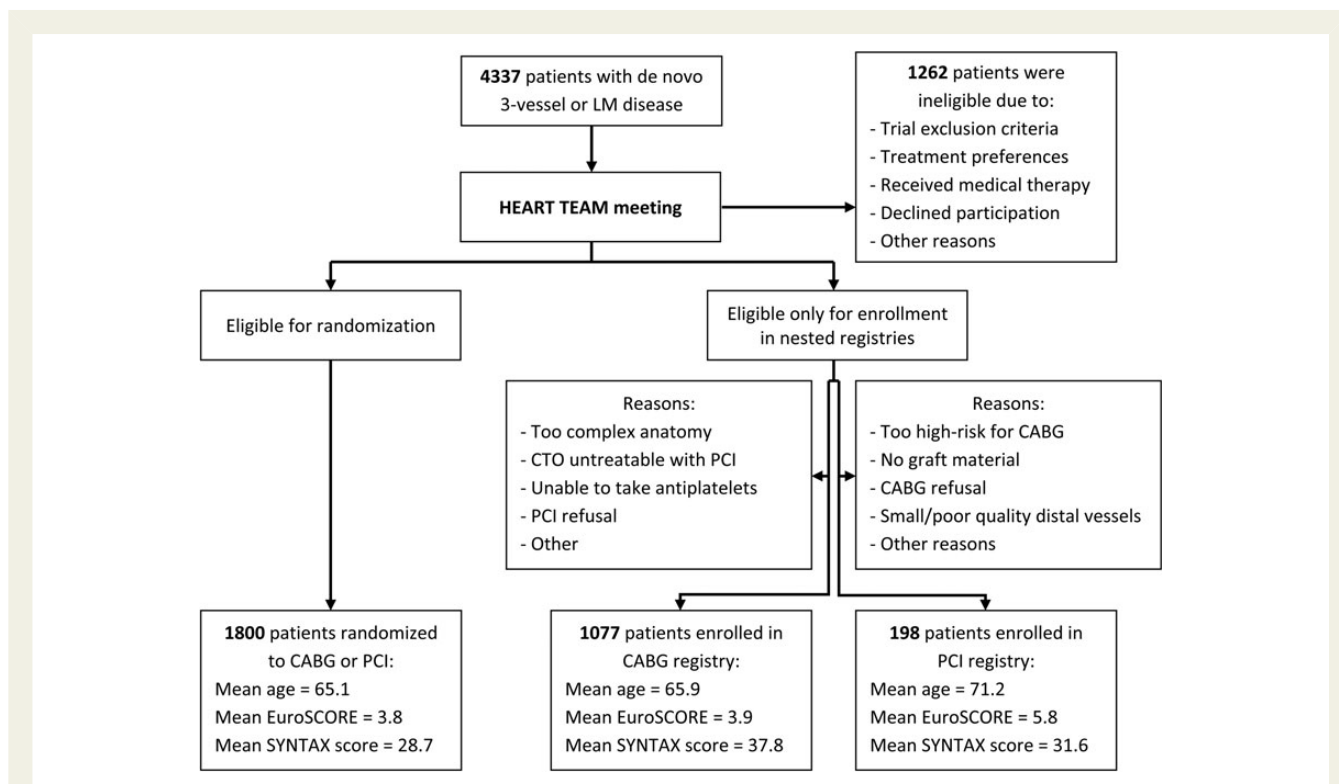 4337 patients with de novo
3-vessel or LM disease
1262 patients were
ineligible due to:
- Trial exclusion criteria
- Treatment preferences
- Received medical therapy
- Declined participation
- Other reasons
HEART TEAM meeting
Eligible for randomization
Eligible only for enrollment
in nested registries
Reasons:
- Too complex anatomy
- CTO untreatable with PCI
- Unable to take antiplatelets
- PCI refusal
- Other
Reasons:
- Too high-risk for CABG
- No graft material
- CABG refusal
- Small/poor quality distal vessels
- Other reasons
1800 patients randomized
to CABG or PCI:
Mean age = 65.1
Mean EuroSCORE = 3.8
Mean SYNTAX score = 28.7
1077 patients enrolled in
CABG registry:
Mean age = 65.9
Mean EuroSCORE = 3.9
Mean SYNTAX score = 37.8
198 patients enrolled in
PCI registry:
Mean age = 71.2
Mean EuroSCORE = 5.8
Mean SYNTAX score = 31.6